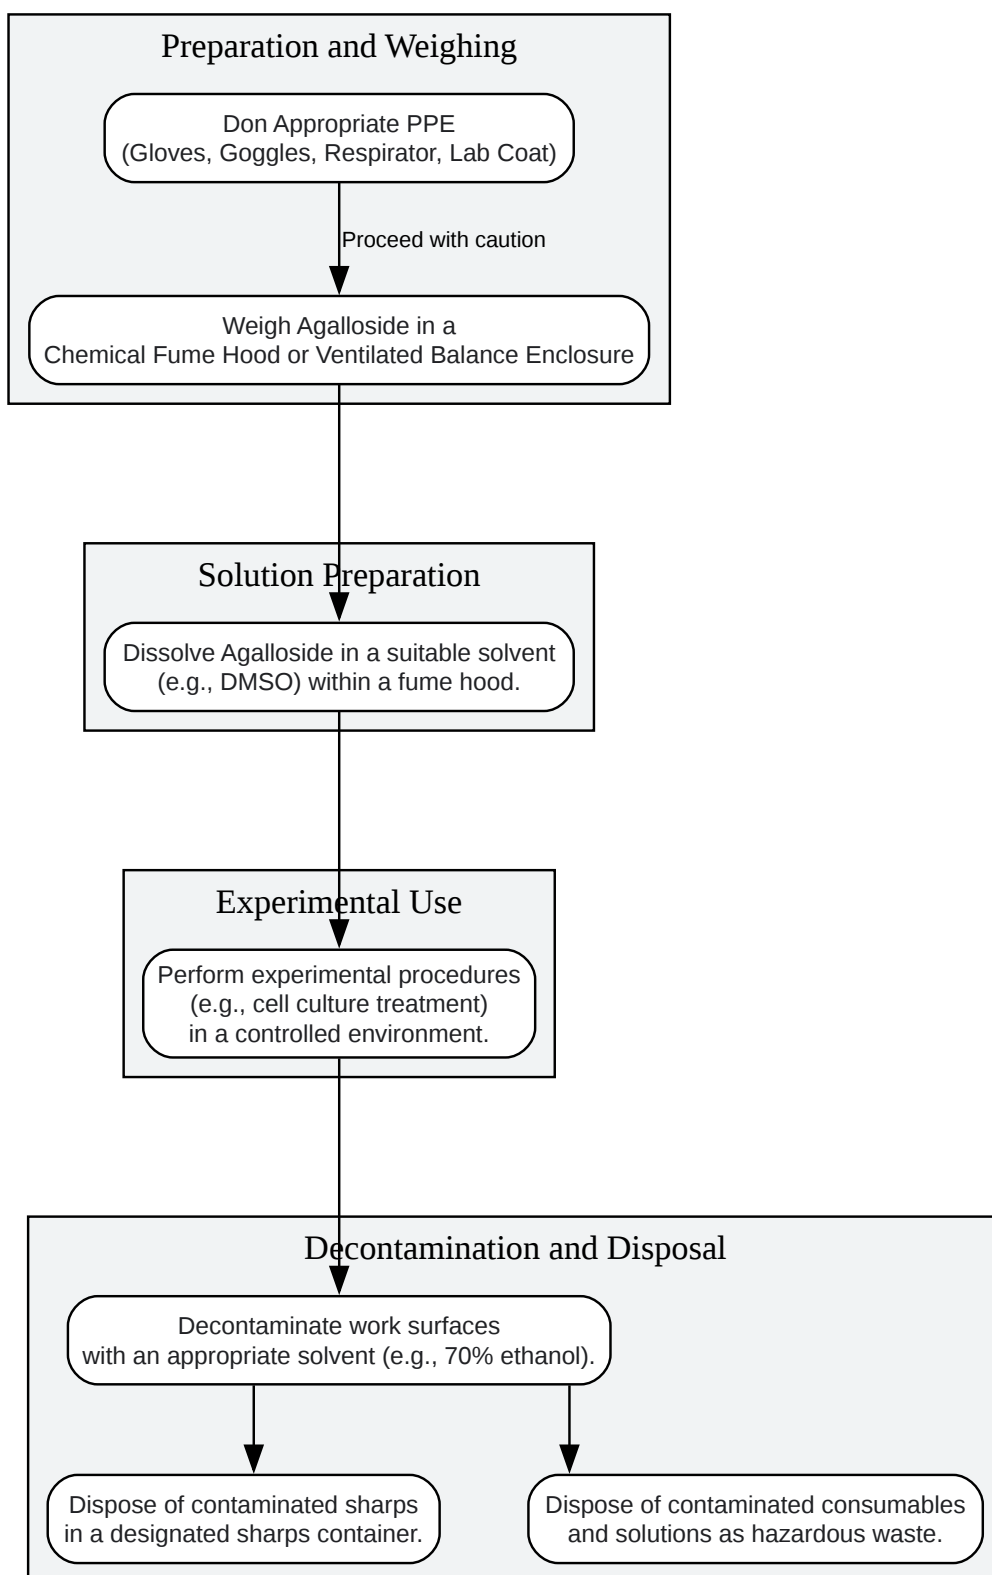 Preparation and Weighing
Don Appropriate PPE
(Gloves, Goggles, Respirator, Lab Coat)
Proceed with caution
Weigh Agalloside in a
Chemical Fume Hood or Ventilated Balance Enclosure
Solution Preparation
Dissolve Agalloside in a suitable solvent
(e.g., DMSO) within a fume hood.
Experimental Use
Perform experimental procedures
(e.g., cell culture treatment)
in a controlled environment.
Decontamination and Disposal
Decontaminate work surfaces
with an appropriate solvent (e.g., 70% ethanol).
Dispose of contaminated sharps
in a designated sharps container.
Dispose of contaminated consumables
and solutions as hazardous waste.